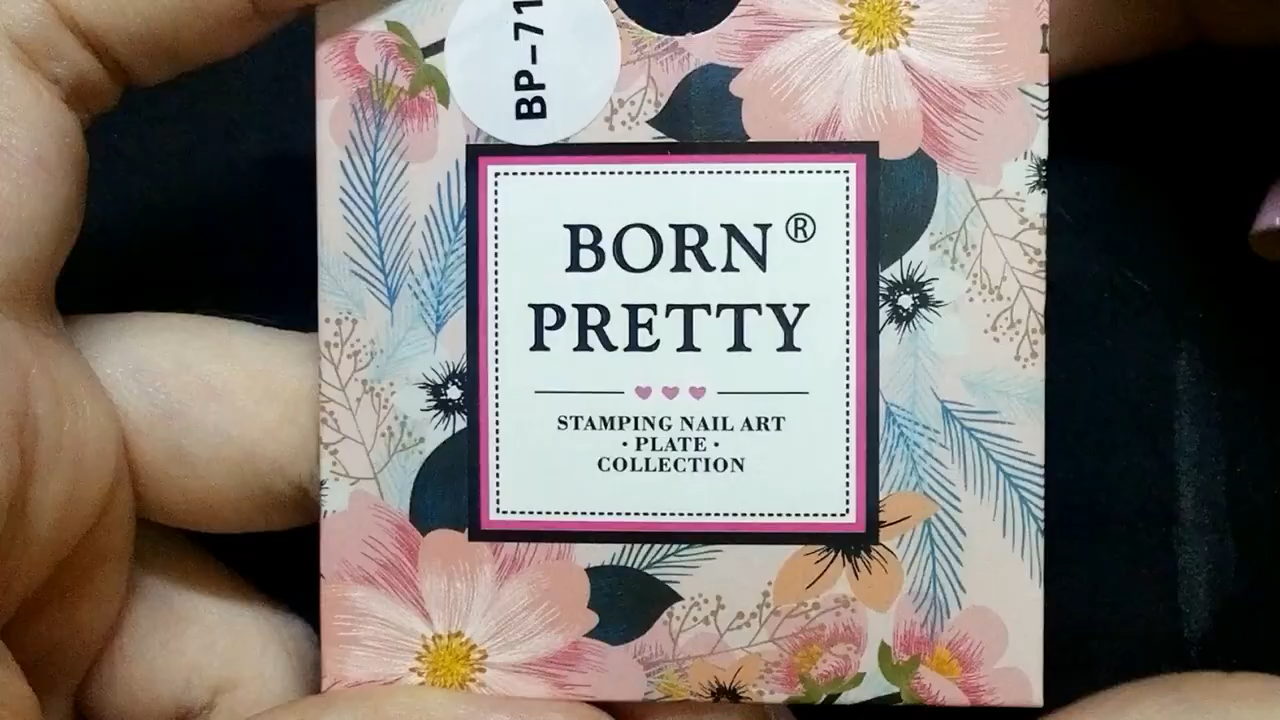 BP-71
BORN ®
PRETTY
STAMPING NAIL ART
· PLATE ·
COLLECTION